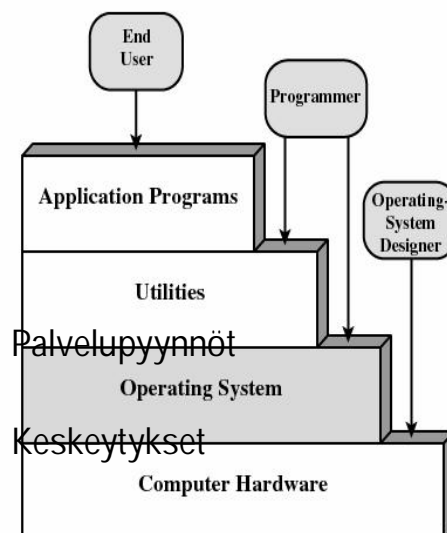 End
User
Programmer
Application Programs
Operating-
System
Designer
Utilities
Palvelupyynnöt
Operating System
Keskeytykset
Computer Hardware